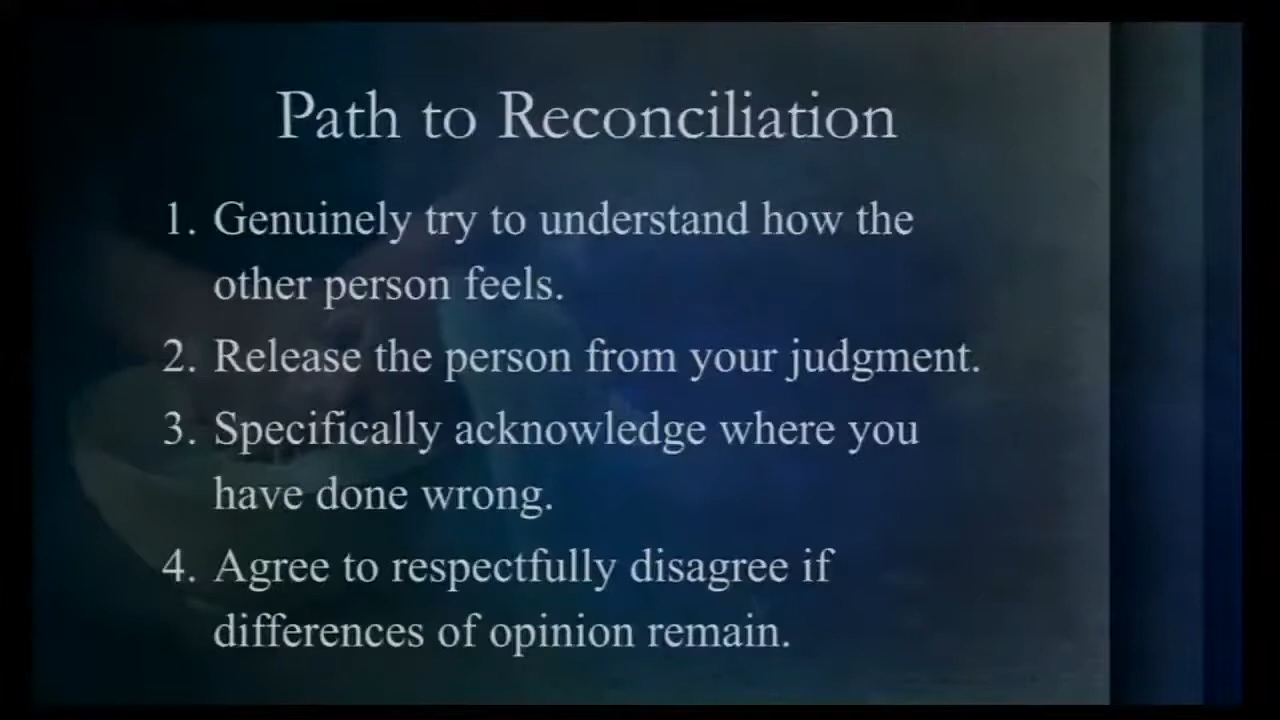 Path to Reconciliation
1. Genuinely try to understand how the
other person feels.
2. Release the person from your judgment.
3. Specifically acknowledge where you
have done wrong.
4. Agree to respectfully disagree if
differences of opinion remain.